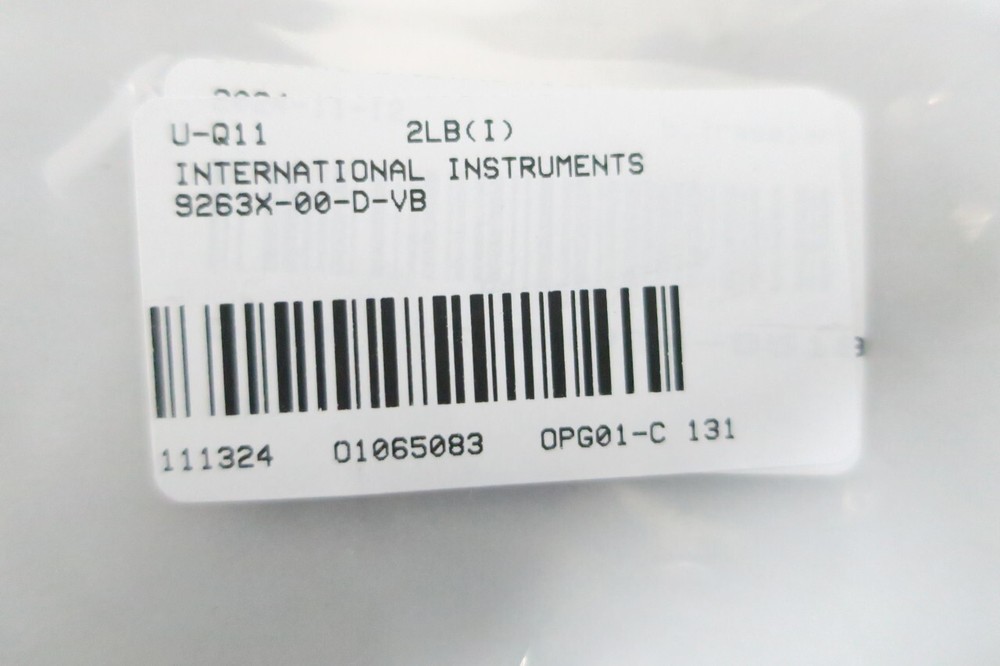 U-Q11 2LB(I)
INTERNATIONAL INSTRUMENTS
9263X-00-D-VB
111324 01065083 OPG01-C 131